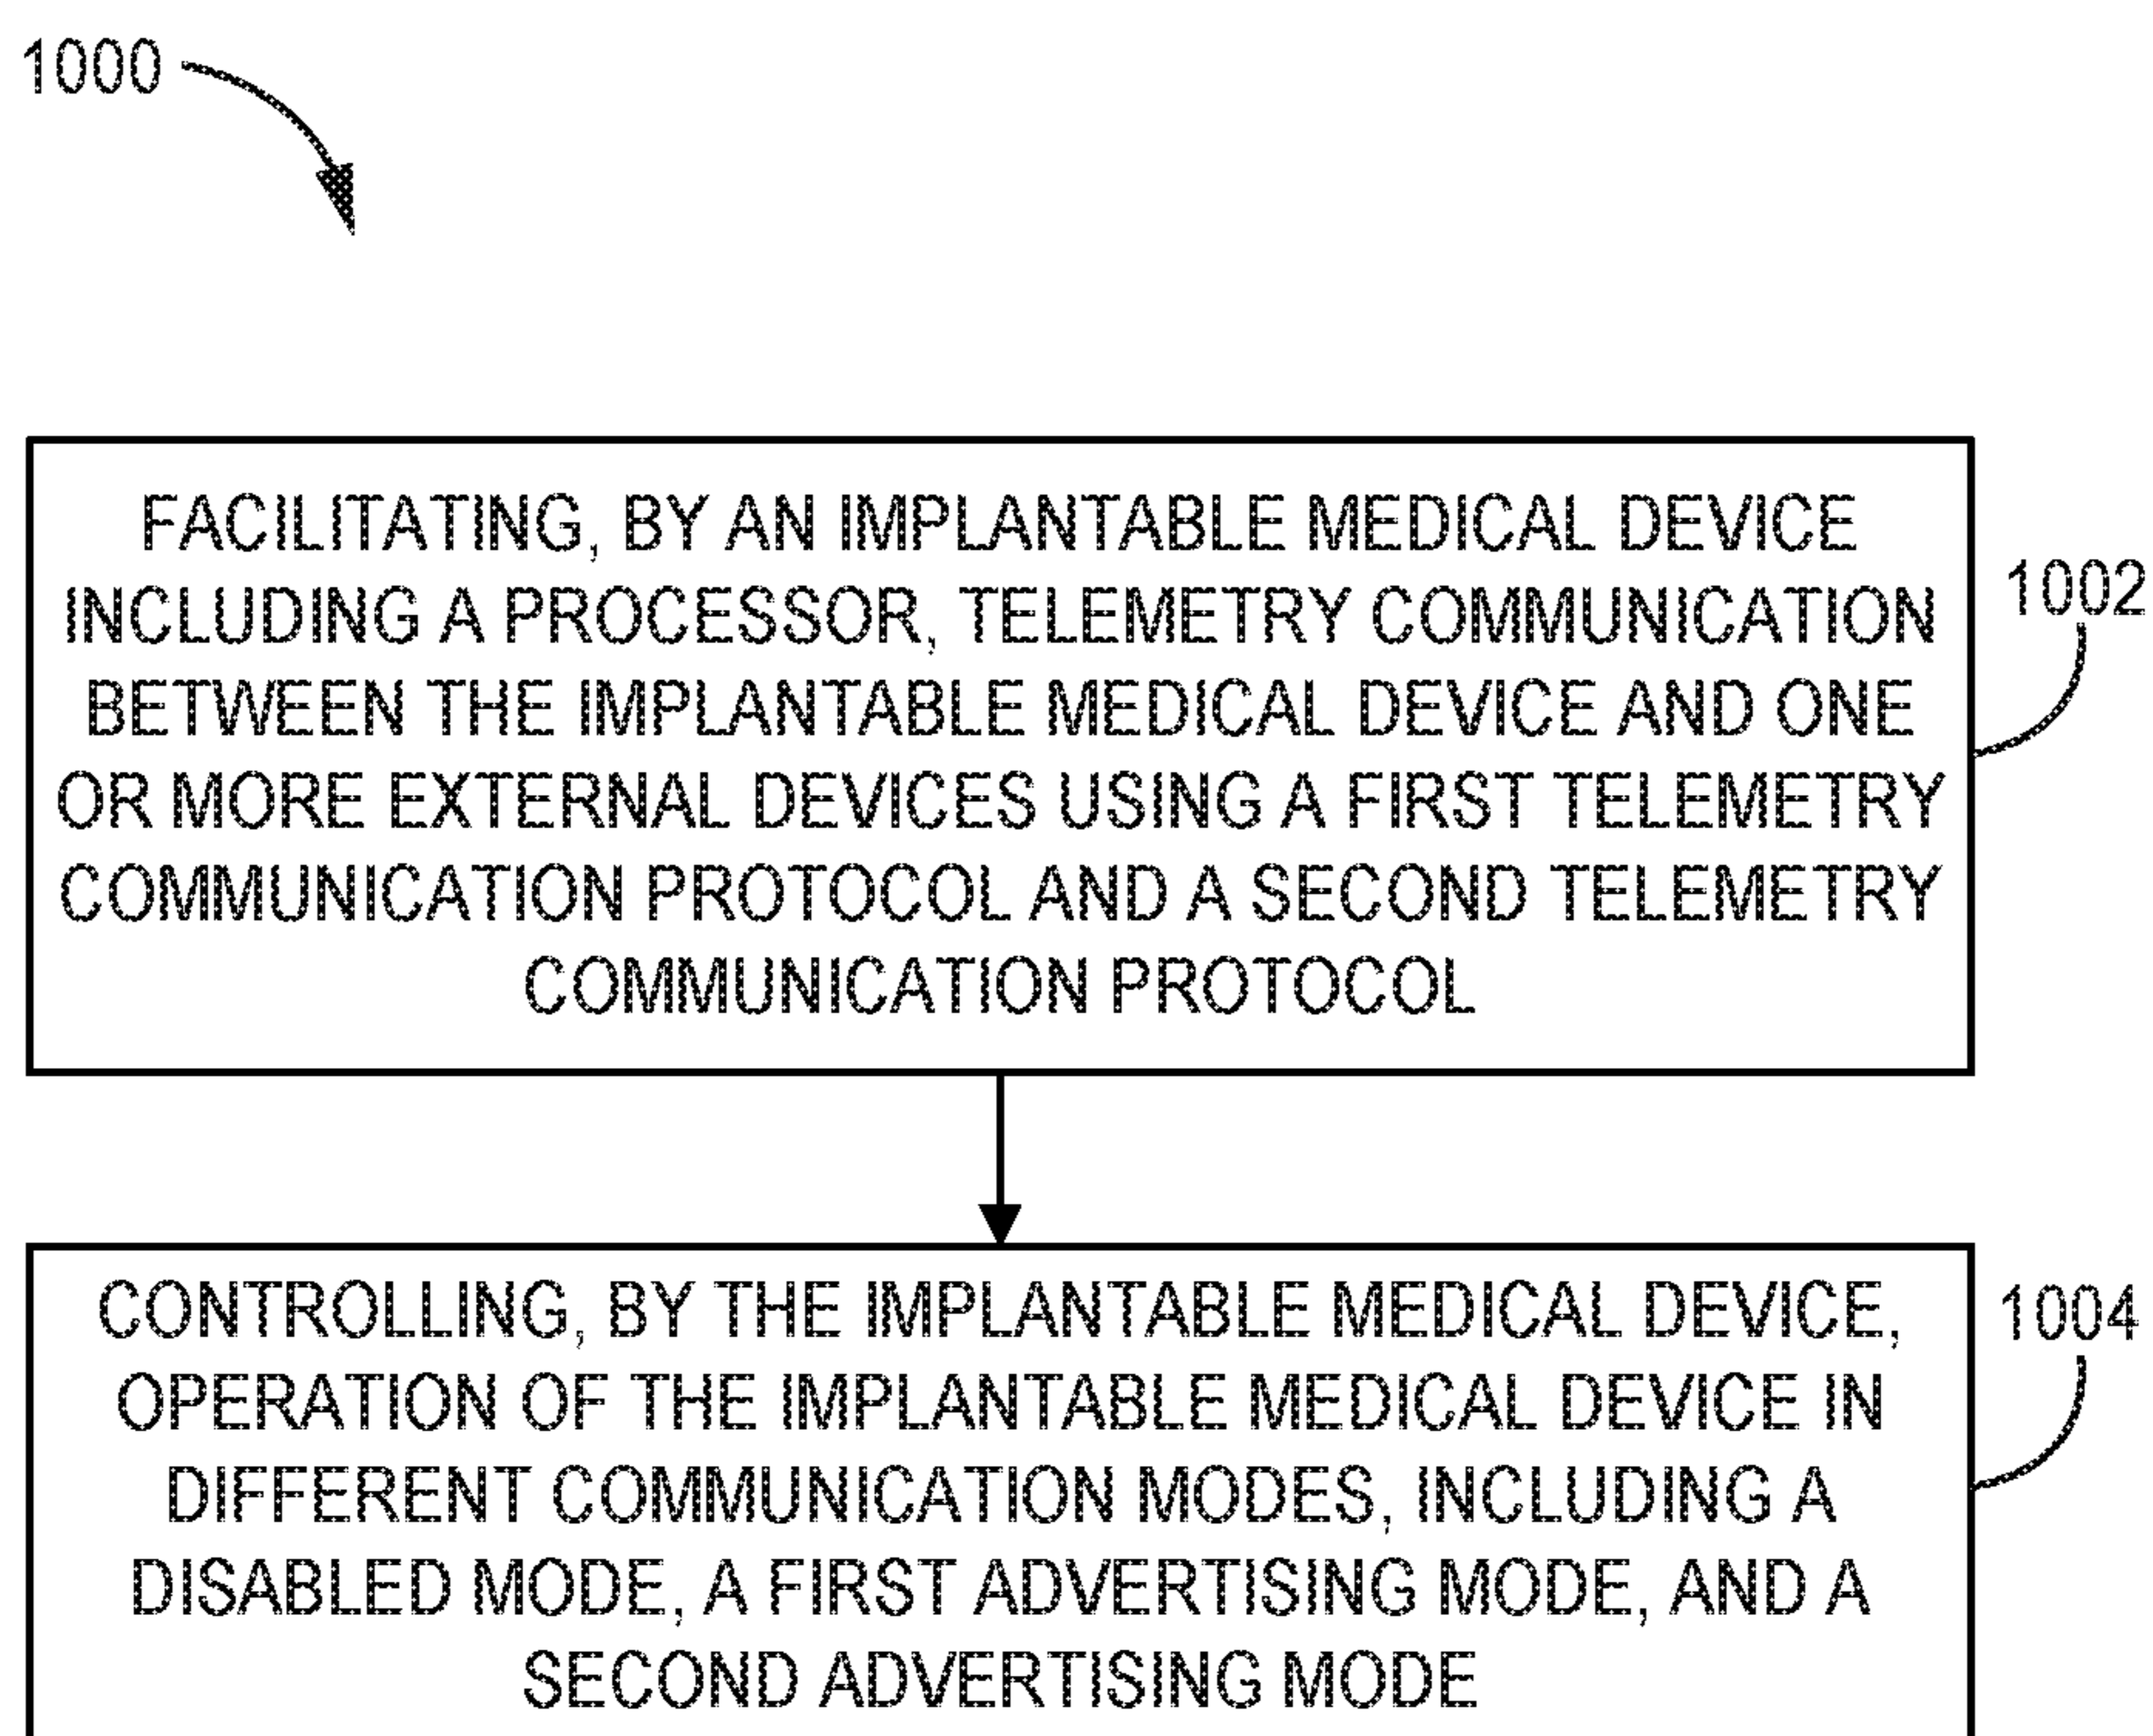 1000
FACILITATING, BY AN IMPLANTABLE MEDICAL DEVICE
INCLUDING A PROCESSOR, TELEMETRY COMMUNICATION
BETWEEN THE IMPLANTABLE MEDICAL DEVICE AND ONE
OR MORE EXTERNAL DEVICES USING A FIRST TELEMETRY
COMMUNICATION PROTOCOL AND A SECOND TELEMETRY
COMMUNICATION PROTOCOL
1002
CONTROLLING, BY THE IMPLANTABLE MEDICAL DEVICE,
OPERATION OF THE IMPLANTABLE MEDICAL DEVICE IN
DIFFERENT COMMUNICATION MODES, INCLUDING A
DISABLED MODE, A FIRST ADVERTISING MODE, AND A
SECOND ADVERTISING MODE
1004